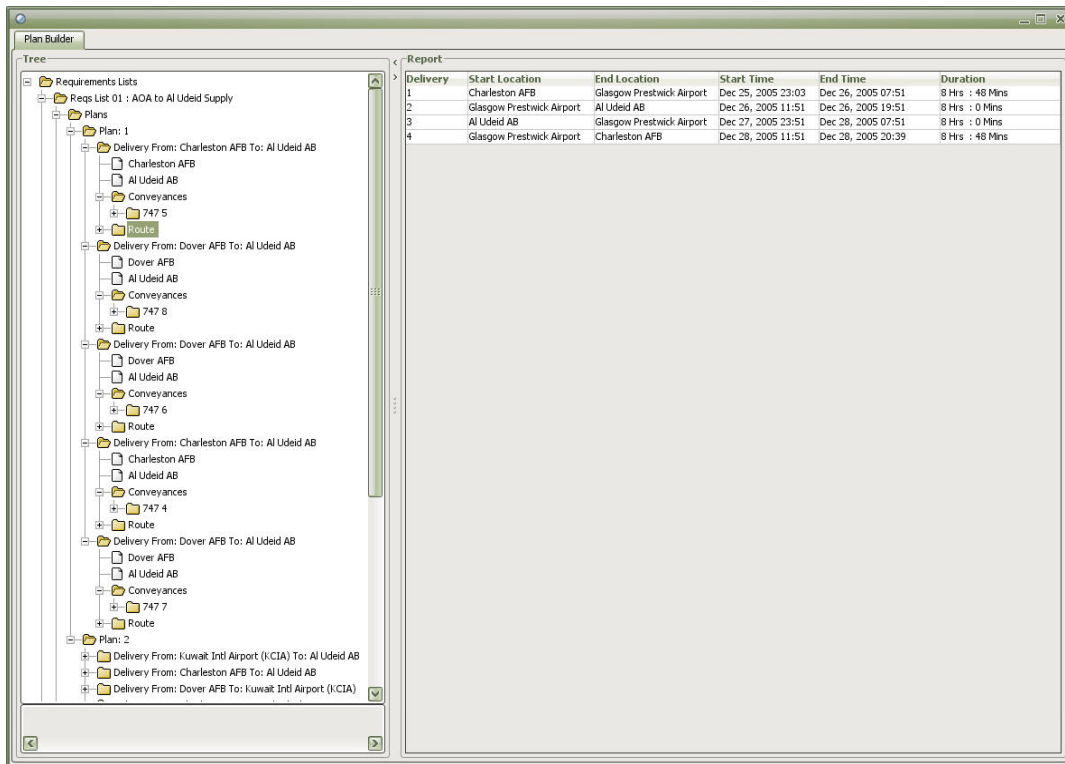 Plan Builder
Tree
Requirements Lists
Reqs List 01 : AOA to Al Udeid Supply
Plans
Plan: 1
Delivery From: Charleston AFB To: Al Udeid AB
Charleston AFB
Al Udeid AB
Conveyances
747 5
Route
Delivery From: Dover AFB To: Al Udeid AB
Dover AFB
Al Udeid AB
Conveyances
747 8
Route
Delivery From: Dover AFB To: Al Udeid AB
Dover AFB
Al Udeid AB
Conveyances
747 6
Route
Delivery From: Charleston AFB To: Al Udeid AB
Charleston AFB
Al Udeid AB
Conveyances
747 4
Route
Delivery From: Dover AFB To: Al Udeid AB
Dover AFB
Al Udeid AB
Conveyances
747 7
Route
Plan: 2
Delivery From: Kuwait Intl Airport (KCIA) To: Al Udeid AB
Delivery From: Charleston AFB To: Al Udeid AB
Delivery From: Dover AFB To: Kuwait Intl Airport (KCIA)
Report
Delivery Start Location End Location Start Time End Time Duration
1 Charleston AFB Glasgow Prestwick Airport Dec 25, 2005 23:03 Dec 26, 2005 07:51 8 Hrs : 48 Mins
2 Glasgow Prestwick Airport Al Udeid AB Dec 26, 2005 11:51 Dec 26, 2005 19:51 8 Hrs : 0 Mins
3 Al Udeid AB Glasgow Prestwick Airport Dec 27, 2005 23:51 Dec 28, 2005 07:51 8 Hrs : 0 Mins
4 Glasgow Prestwick Airport Charleston AFB Dec 28, 2005 11:51 Dec 28, 2005 20:39 8 Hrs : 48 Mins